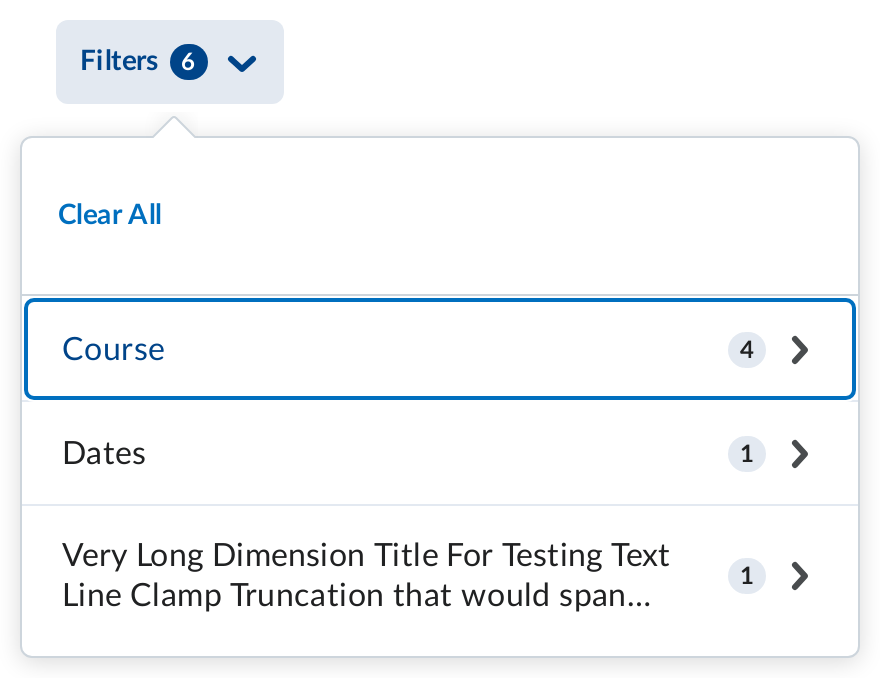 Filters 6
Clear All
Course 4
Dates 1
Very Long Dimension Title For Testing Text
Line Clamp Truncation that would span...
1